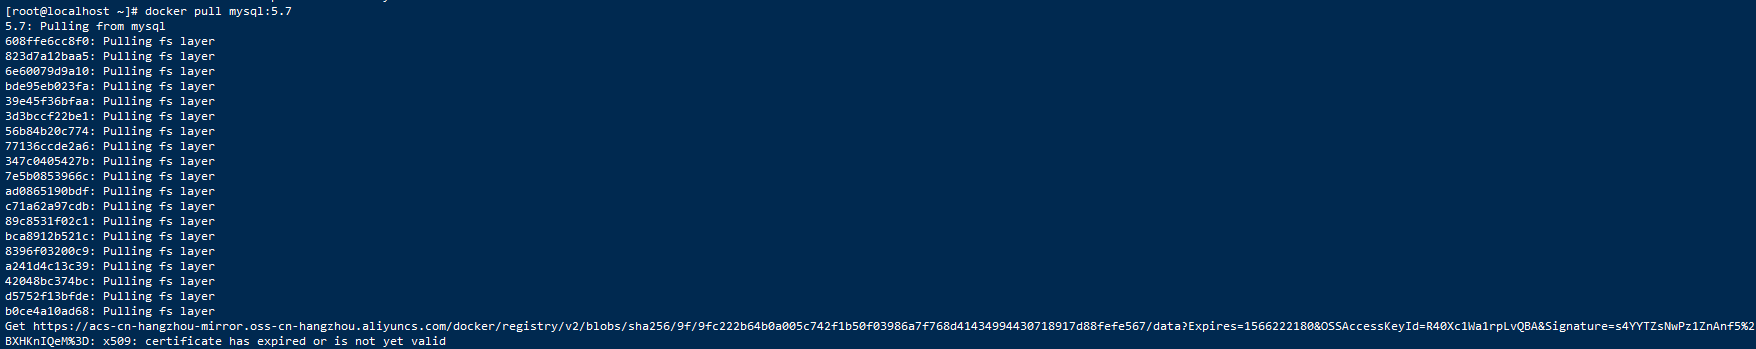 [root@localhost ~]# docker pull mysql:5.7
5.7: Pulling from mysql
608ffe6cc8f0: Pulling fs layer
823d7a12baa5: Pulling fs layer
6e60079d9a10: Pulling fs layer
bde95eb023fa: Pulling fs layer
39e45f36bfaa: Pulling fs layer
3d3bccf22be1: Pulling fs layer
56b84b20c774: Pulling fs layer
77136ccde2a6: Pulling fs layer
347c0405427b: Pulling fs layer
7e5b0853966c: Pulling fs layer
ad0865190bdf: Pulling fs layer
c71a62a97cdb: Pulling fs layer
89c8531f02c1: Pulling fs layer
bca8912b521c: Pulling fs layer
8396f03200c9: Pulling fs layer
a241d4c13c39: Pulling fs layer
42048bc374bc: Pulling fs layer
d5752f13bfde: Pulling fs layer
b0ce4a10ad68: Pulling fs layer
Get https://acs-cn-hangzhou-mirror.oss-cn-hangzhou.aliyuncs.com/docker/registry/v2/blobs/sha256/9f/9fc222b64b0a005c742f1b50f03986a7f768d41434994430718917d88fefe567/data?Expires=1566222180&OSSAccessKeyId=R40Xc1Wa1rpLvQBA&Signature=s4YYTZsNwPz1ZnAnf5%2
BXHKnIQeM%3D: x509: certificate has expired or is not yet valid